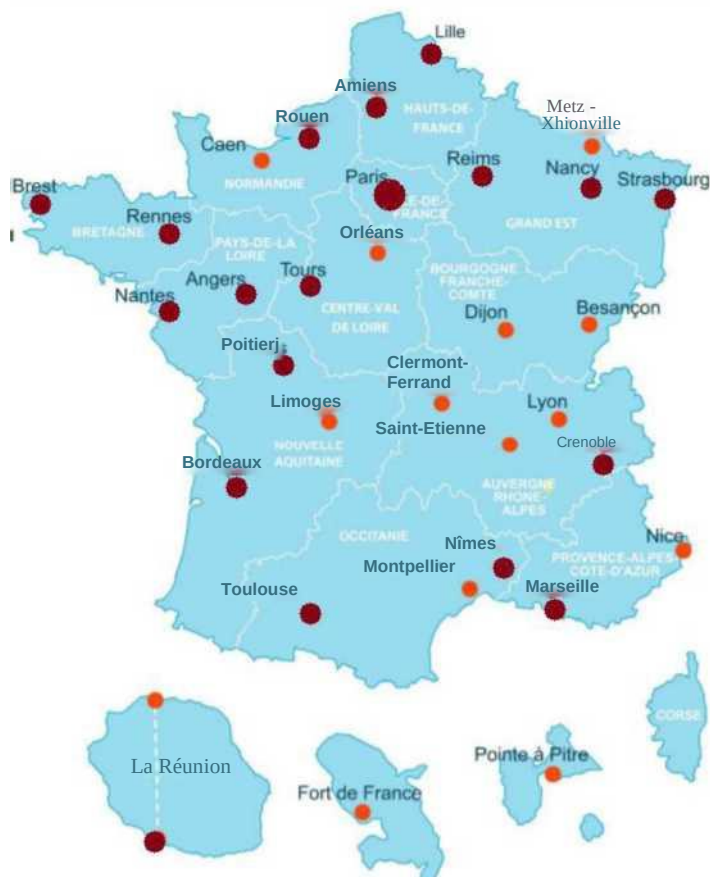 Lille
Amiens
HAUTS-DE-
FRANCE
Rouen
Metz -
Xhionville
Caen
Reims
Nancy
Strasbourg
Paris
ILE-DE-
FRANCE
NORMANDIE
Brest
Rennes
BRETAGNE
GRAND EST
Orléans
PAYS-DE-LA
LOIRE
Angers
Tours
BOURGOGNE
FRANCHE-
COMTE
Nantes
CENTRE-VAL
DE LOIRE
Dijon
Besançon
Poitierj
Clermont-
Ferrand
Limoges
Lyon
Saint-Etienne
Crenoble
NOUVELLE
AQUITAINE
Bordeaux
AUVERGNE
RHONE-
ALPES
OCCITANIE
Nîmes
Nice
PROVENCE-ALPES
COTE-D'AZUR
Montpellier
Marseille
Toulouse
CORSE
La Réunion
Pointe á Pitre
Fort de France